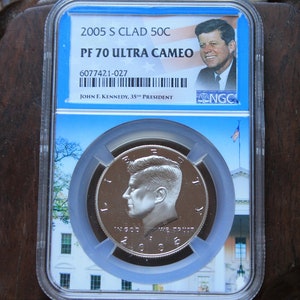 2005 S CLAD 50C
PF 70 ULTRA CAMEO
6077421-027
NGC
JOHN F. KENNEDY, 35TH PRESIDENT
LIBERTY
IN GOD WE TRUST
S